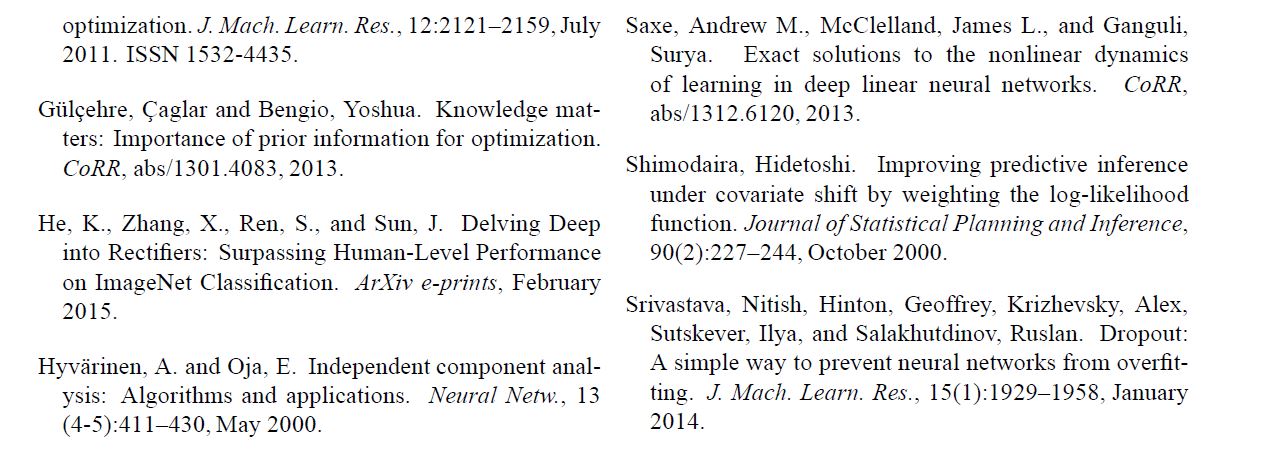 optimization. J. Mach. Learn. Res., 12:2121–2159, July
2011. ISSN 1532-4435.
Gülçehre, Çaglar and Bengio, Yoshua. Knowledge mat-
ters: Importance of prior information for optimization.
CoRR, abs/1301.4083, 2013.
He, K., Zhang, X., Ren, S., and Sun, J. Delving Deep
into Rectifiers: Surpassing Human-Level Performance
on ImageNet Classification. ArXiv e-prints, February
2015.
Hyvärinen, A. and Oja, E. Independent component anal-
ysis: Algorithms and applications. Neural Netw., 13
(4-5):411–430, May 2000.
Saxe, Andrew M., McClelland, James L., and Ganguli,
Surya. Exact solutions to the nonlinear dynamics
of learning in deep linear neural networks. CoRR,
abs/1312.6120, 2013.
Shimodaira, Hidetoshi. Improving predictive inference
under covariate shift by weighting the log-likelihood
function. Journal of Statistical Planning and Inference,
90(2):227–244, October 2000.
Srivastava, Nitish, Hinton, Geoffrey, Krizhevsky, Alex,
Sutskever, Ilya, and Salakhutdinov, Ruslan. Dropout:
A simple way to prevent neural networks from overfit-
ting. J. Mach. Learn. Res., 15(1):1929–1958, January
2014.